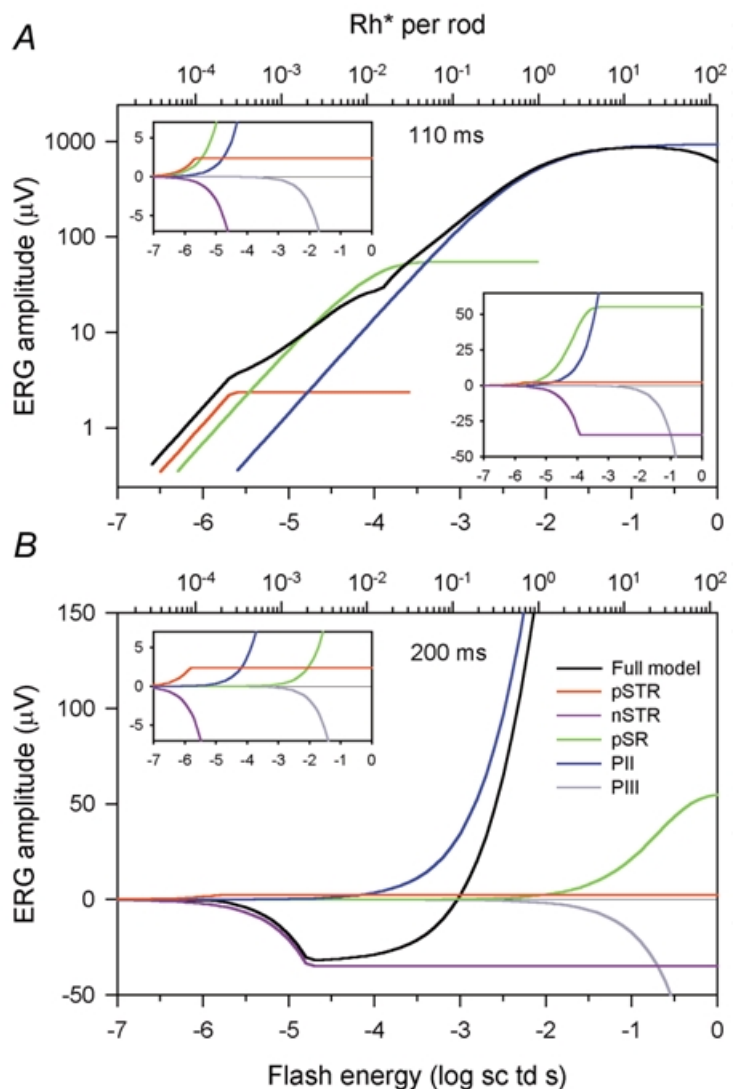 A
Rh* per rod
10⁻⁴ 10⁻³ 10⁻² 10⁻¹ 10⁰ 10¹ 10²
110 ms
ERG amplitude (µV)
1000
100
10
1
5
0
-5
-7 -6 -5 -4 -3 -2 -1 0
50
25
0
-25
-50
-7 -6 -5 -4 -3 -2 -1 0
-7 -6 -5 -4 -3 -2 -1 0
B
10⁻⁴ 10⁻³ 10⁻² 10⁻¹ 10⁰ 10¹ 10²
200 ms
ERG amplitude (µV)
150
100
50
0
-50
5
0
-5
-7 -6 -5 -4 -3 -2 -1 0
Full model
pSTR
nSTR
pSR
PII
PIII
-7 -6 -5 -4 -3 -2 -1 0
Flash energy (log sc td s)